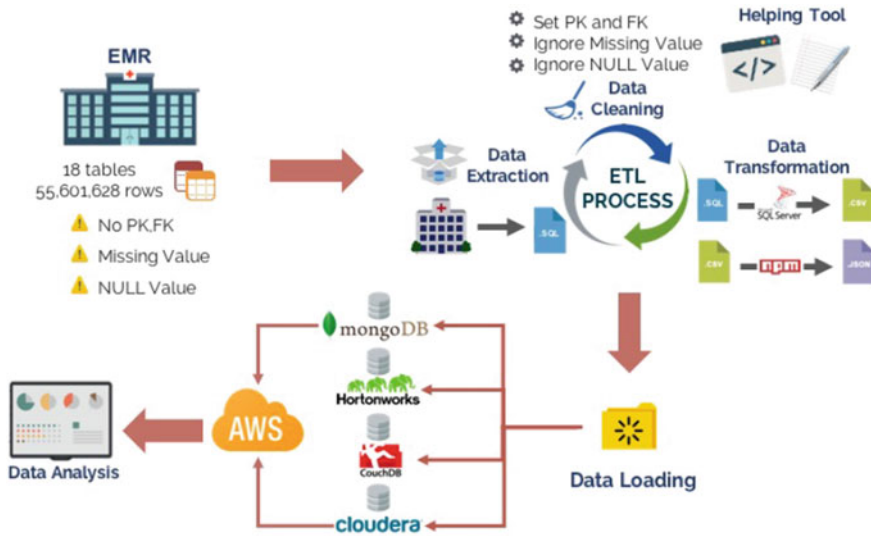 EMR
18 tables
55,601,628 rows
No PK,FK
Missing Value
NULL Value
Set PK and FK
Ignore Missing Value
Ignore NULL Value
Helping Tool
</>
Data
Cleaning
Data
Extraction
.SQL
ETL
PROCESS
Data
Transformation
.SQL
SQL Server
.CSV
.CSV
npm
.JSON
Data Loading
mongoDB
Hortonworks
CouchDB
cloudera
AWS
Data Analysis